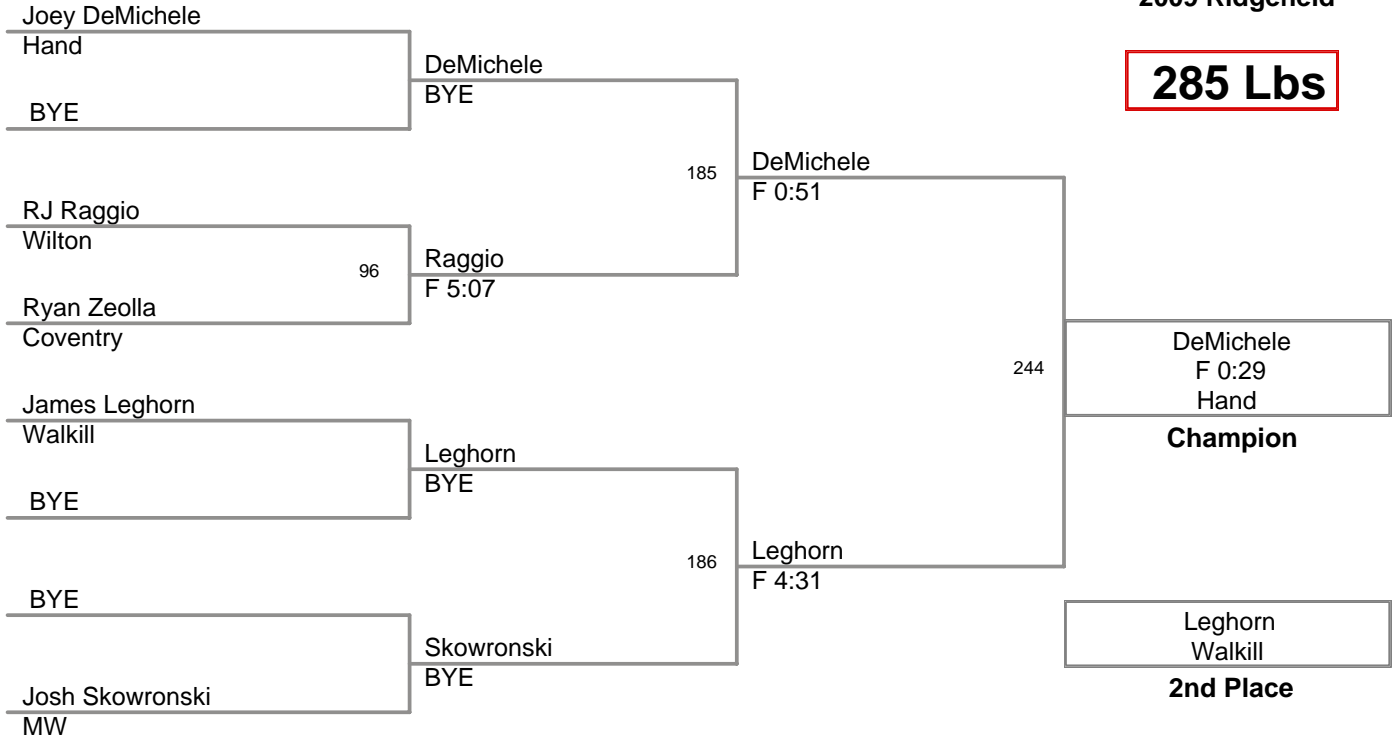 Joey DeMichele
Hand
BYE
RJ Raggio
Wilton
96
Ryan Zeolla
Coventry
James Leghorn
Walkill
BYE
BYE
Josh Skowronski
MW
DeMichele
BYE
185
Raggio
F 5:07
Leghorn
BYE
186
Skowronski
BYE
DeMichele
F 0:51
244
Leghorn
F 4:31
285 Lbs
DeMichele
F 0:29
Hand
Champion
Leghorn
Walkill
2nd Place